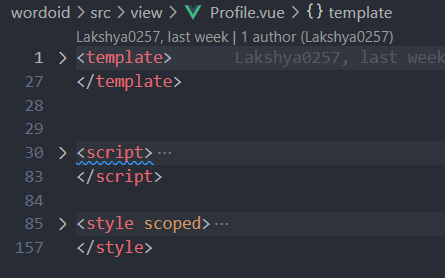 wordoid > src > view > Profile.vue > {} template
Lakshya0257, last week | 1 author (Lakshya0257)
1 > <template> Lakshya0257, last week
27 </template>
28
29
30 > <script> ...
83 </script>
84
85 > <style scoped> ...
157 </style>